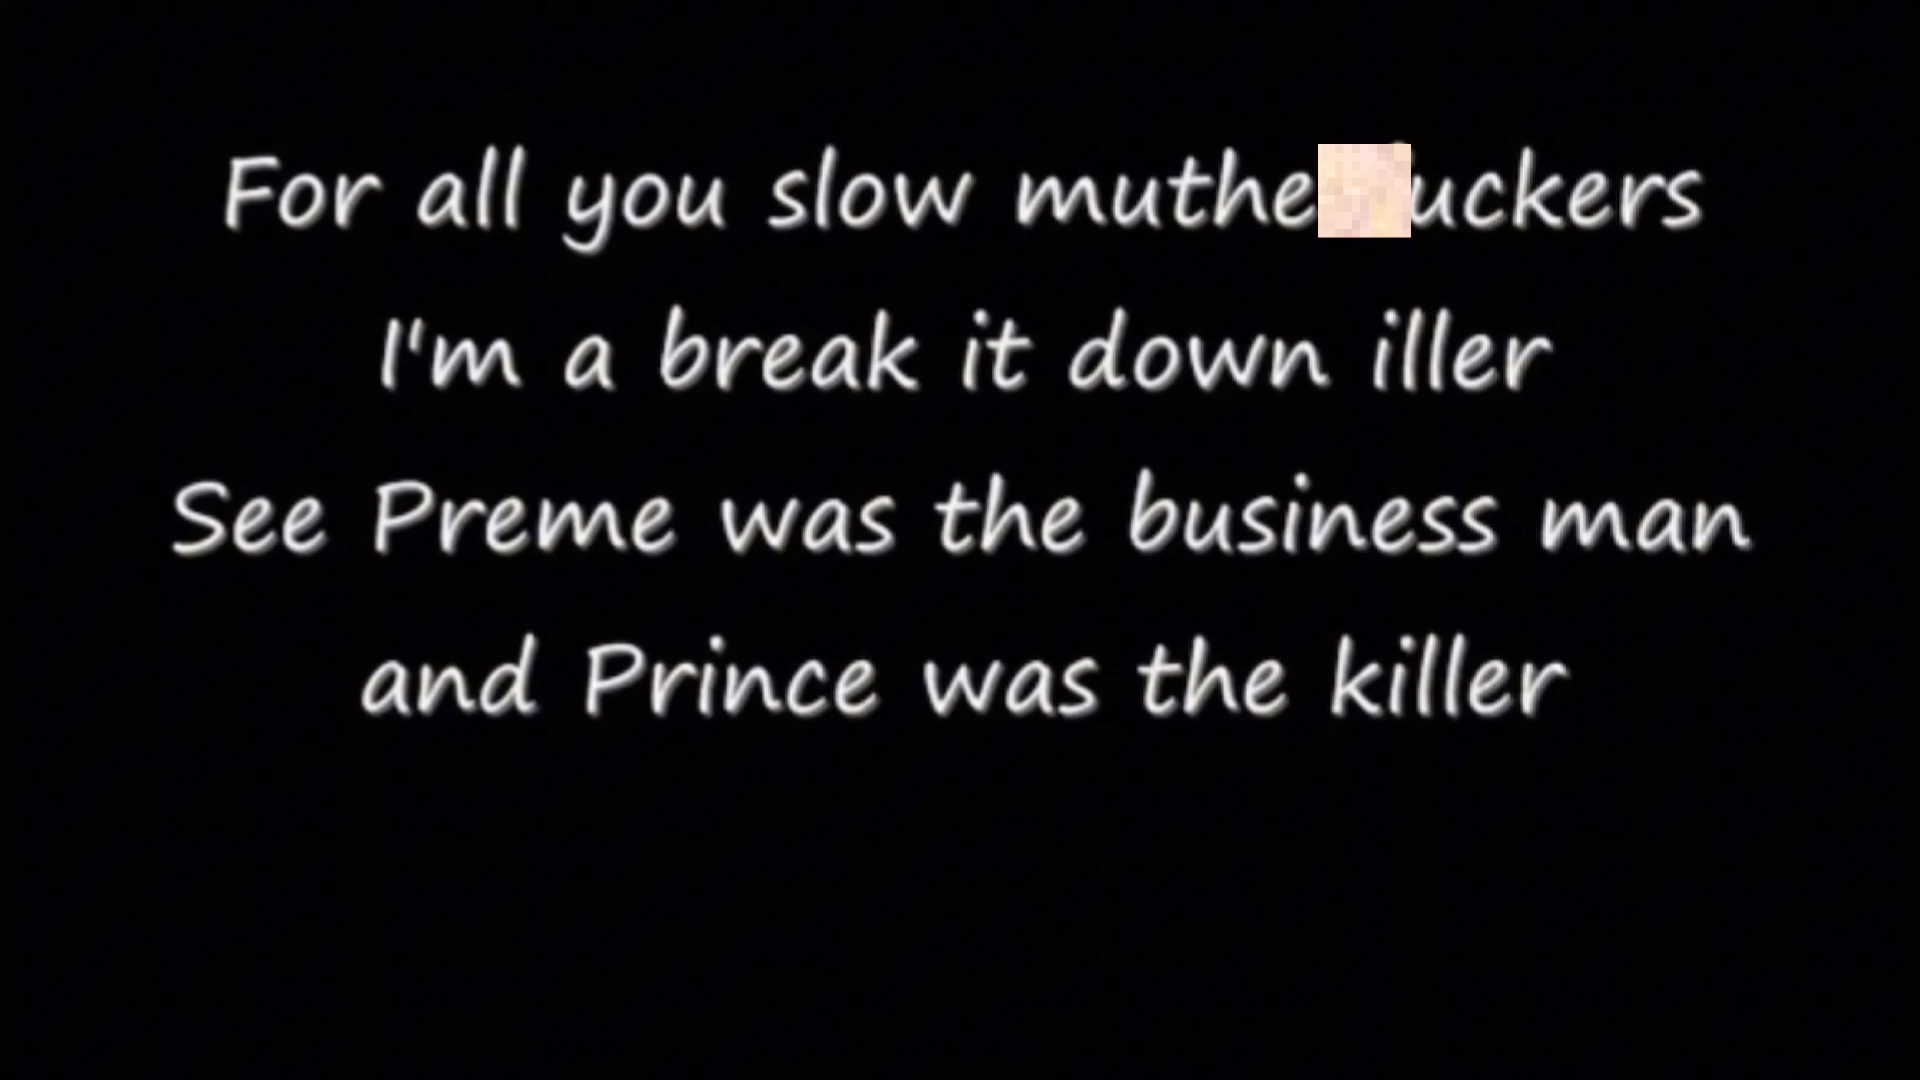 For all you slow
I'm a break it down iller
See Preme was the business man
and Prince was the killer